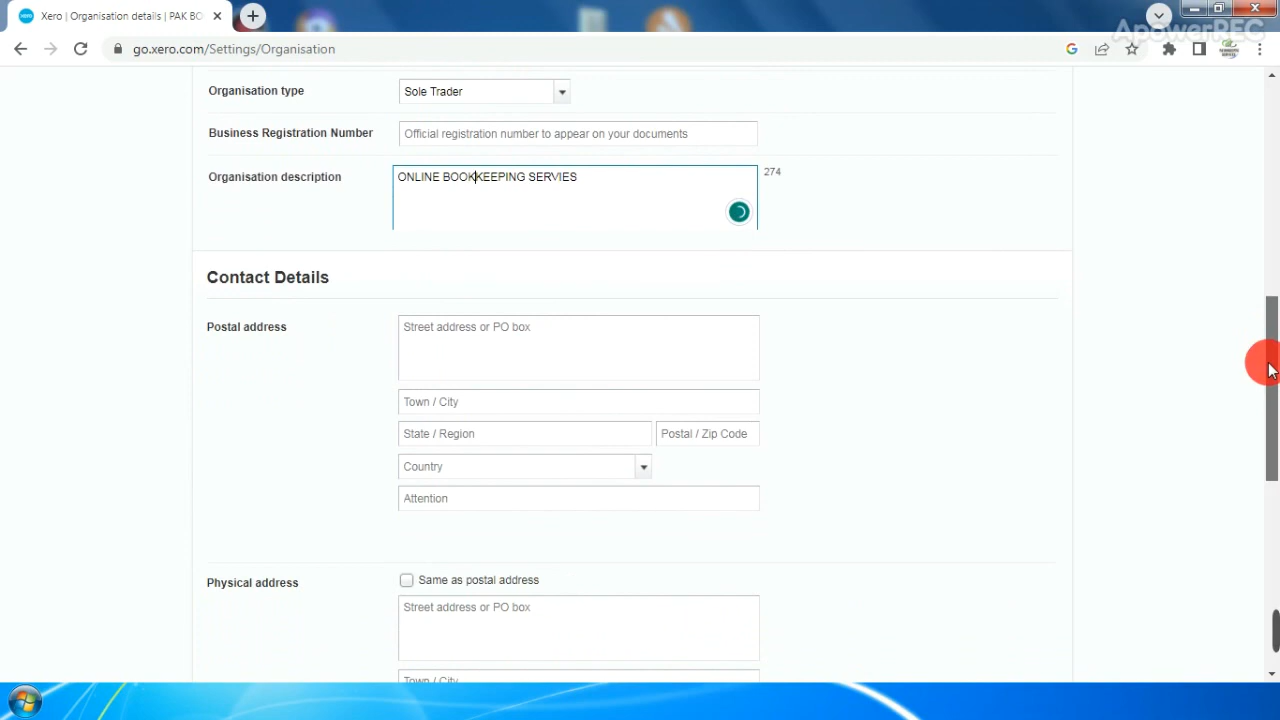 Xero | Organisation details | PAK BO
ApowerREC
go.xero.com/Settings/Organisation
Organisation type
Sole Trader
Business Registration Number
Official registration number to appear on your documents
Organisation description
ONLINE BOOKKEEPING SERVIES
274
Contact Details
Postal address
Street address or PO box
Town / City
State / Region
Postal / Zip Code
Country
Attention
Physical address
Same as postal address
Street address or PO box
Town / City